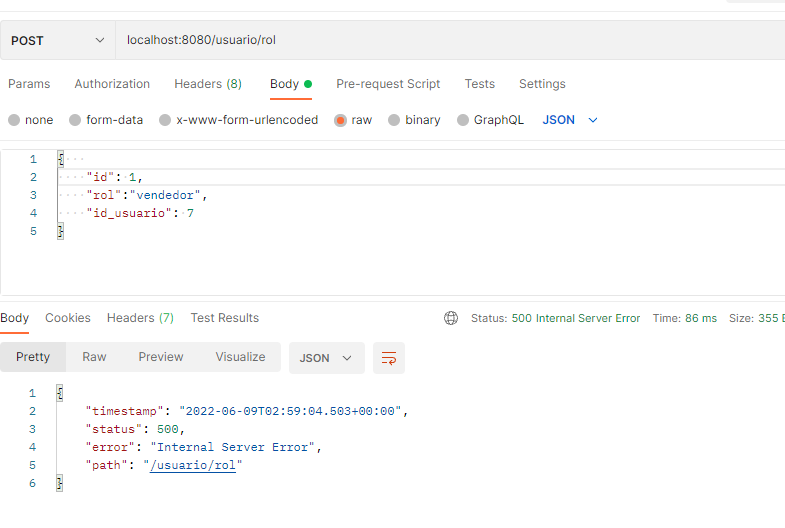 POST localhost:8080/usuario/rol
Params Authorization Headers (8) Body Pre-request Script Tests Settings
none form-data x-www-form-urlencoded raw binary GraphQL JSON
1 {
2 "id": 1,
3 "rol":"vendedor",
4 "id_usuario": 7
5 }
Body Cookies Headers (7) Test Results Status: 500 Internal Server Error Time: 86 ms Size: 355
Pretty Raw Preview Visualize JSON
1 {
2 "timestamp": "2022-06-09T02:59:04.503+00:00",
3 "status": 500,
4 "error": "Internal Server Error",
5 "path": "/usuario/rol"
6 }